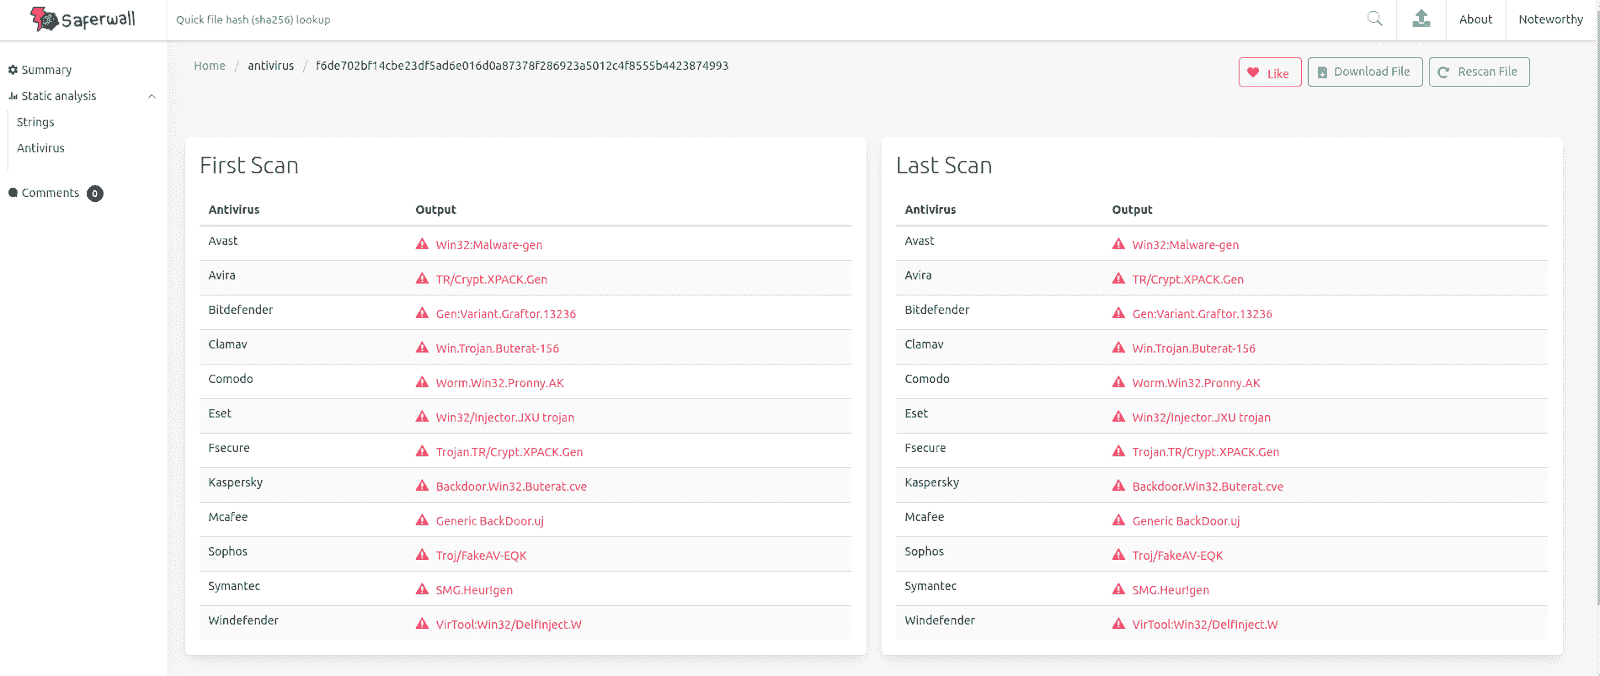 Saferwall
Quick file hash (sha256) lookup
About
Noteworthy
Summary
Static analysis
Strings
Antivirus
Comments 0
Home / antivirus / f6de702bf14cbe23df5ad6e016d0a87378f286923a5012c4f8555b4423874993
Like
Download File
Rescan File
First Scan
Antivirus Output
Avast Win32:Malware-gen
Avira TR/Crypt.XPACK.Gen
Bitdefender Gen:Variant.Graftor.13236
Clamav Win.Trojan.Buterat-156
Comodo Worm.Win32.Pronny.AK
Eset Win32/Injector.JXU trojan
Fsecure Trojan.TR/Crypt.XPACK.Gen
Kaspersky Backdoor.Win32.Buterat.cve
Mcafee Generic BackDoor.uj
Sophos Troj/FakeAV-EQK
Symantec SMG.Heur!gen
Windefender VirTool:Win32/DelfInject.W
Last Scan
Antivirus Output
Avast Win32:Malware-gen
Avira TR/Crypt.XPACK.Gen
Bitdefender Gen:Variant.Graftor.13236
Clamav Win.Trojan.Buterat-156
Comodo Worm.Win32.Pronny.AK
Eset Win32/Injector.JXU trojan
Fsecure Trojan.TR/Crypt.XPACK.Gen
Kaspersky Backdoor.Win32.Buterat.cve
Mcafee Generic BackDoor.uj
Sophos Troj/FakeAV-EQK
Symantec SMG.Heur!gen
Windefender VirTool:Win32/DelfInject.W